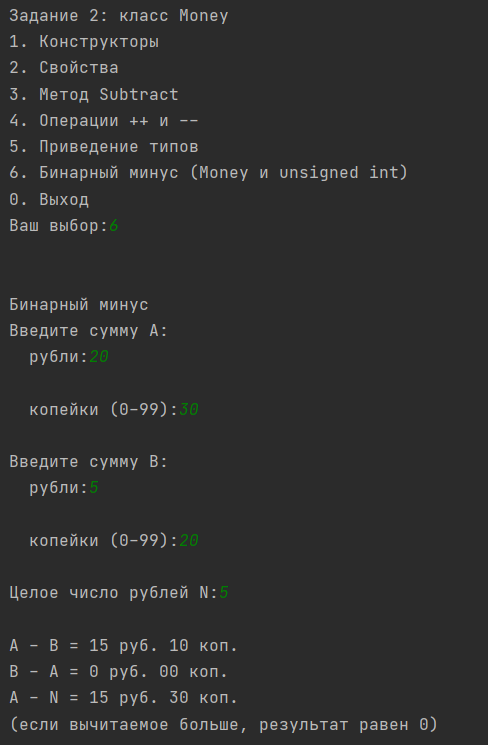 Задание 2: класс Money
1. Конструкторы
2. Свойства
3. Метод Subtract
4. Операции ++ и --
5. Приведение типов
6. Бинарный минус (Money и unsigned int)
0. Выход
Ваш выбор:6
Бинарный минус
Введите сумму A:
  рубли:20
  копейки (0-99):30
Введите сумму B:
  рубли:5
  копейки (0-99):20
Целое число рублей N:5
A - B = 15 руб. 10 коп.
B - A = 0 руб. 00 коп.
A - N = 15 руб. 30 коп.
(если вычитаемое больше, результат равен 0)